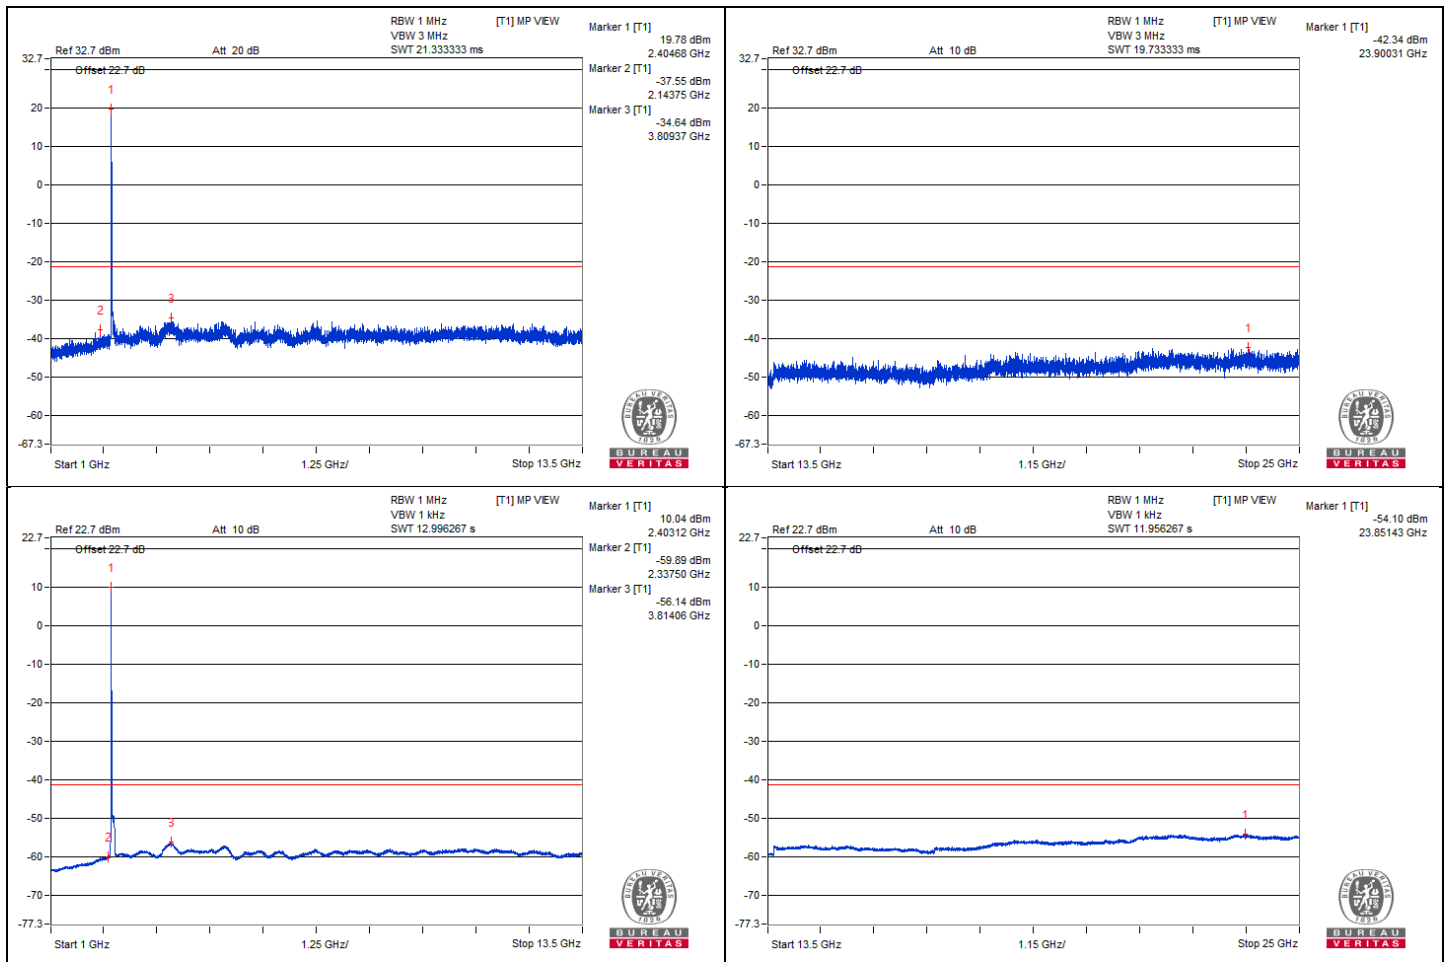 RBW 1 MHz [T1] MP VIEW
VBW 3 MHz
Ref 32.7 dBm Att 20 dB SWT 21.333333 ms
Marker 1 [T1]
19.78 dBm
2.40468 GHz
Marker 2 [T1]
-37.55 dBm
2.14375 GHz
Marker 3 [T1]
-34.64 dBm
3.80937 GHz
32.7
Offset 22.7 dB
1
20
10
0
-10
-20
-30
2
3
-40
-50
-60
-67.3
Start 1 GHz 1.25 GHz/ Stop 13.5 GHz
BUREAU VERITAS
1828
BUREAU
VERITAS
RBW 1 MHz [T1] MP VIEW
VBW 3 MHz
Ref 32.7 dBm Att 10 dB SWT 19.733333 ms
Marker 1 [T1]
-42.34 dBm
23.90031 GHz
32.7
Offset 22.7 dB
20
10
0
-10
-20
-30
1
-40
-50
-60
-67.3
Start 13.5 GHz 1.15 GHz/ Stop 25 GHz
BUREAU VERITAS
1828
BUREAU
VERITAS
RBW 1 MHz [T1] MP VIEW
VBW 1 kHz
Ref 22.7 dBm Att 10 dB SWT 12.996267 s
Marker 1 [T1]
10.04 dBm
2.40312 GHz
Marker 2 [T1]
-59.89 dBm
2.33750 GHz
Marker 3 [T1]
-56.14 dBm
3.81406 GHz
22.7
Offset 22.7 dB
1
10
0
-10
-20
-30
-40
-50
2
3
-60
-70
-77.3
Start 1 GHz 1.25 GHz/ Stop 13.5 GHz
BUREAU VERITAS
1828
BUREAU
VERITAS
RBW 1 MHz [T1] MP VIEW
VBW 1 kHz
Ref 22.7 dBm Att 10 dB SWT 11.956267 s
Marker 1 [T1]
-54.10 dBm
23.85143 GHz
22.7
Offset 22.7 dB
10
0
-10
-20
-30
-40
-50
1
-60
-70
-77.3
Start 13.5 GHz 1.15 GHz/ Stop 25 GHz
BUREAU VERITAS
1828
BUREAU
VERITAS